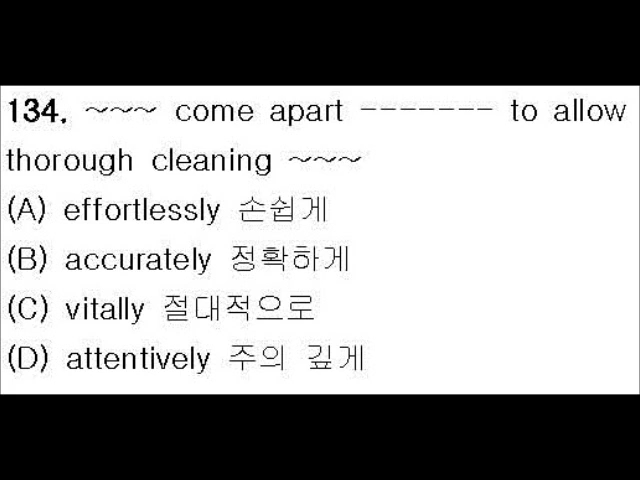 134. ~~~ come apart ------- to allow
thorough cleaning ~~~
(A) effortlessly 손쉽게
(B) accurately 정확하게
(C) vitally 절대적으로
(D) attentively 주의 깊게